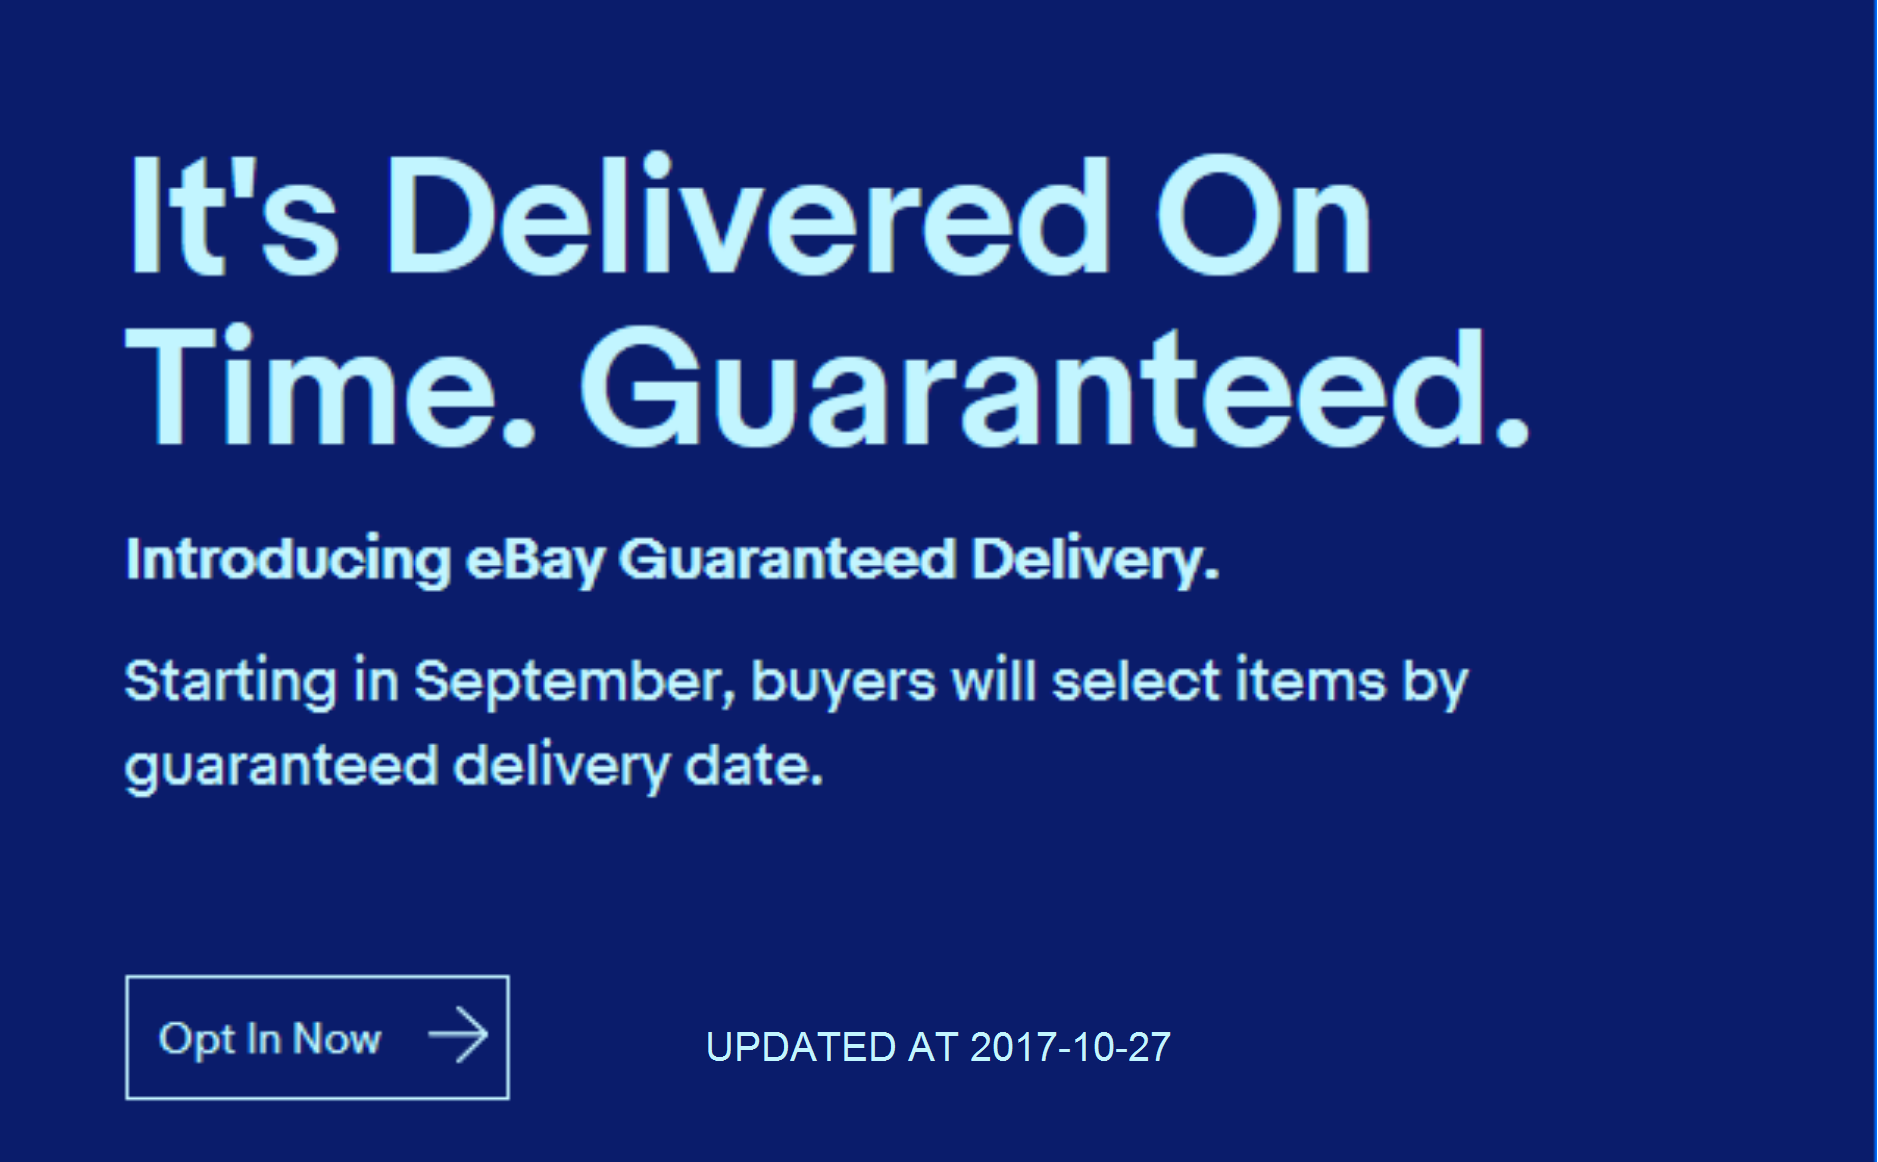 It's Delivered On
Time. Guaranteed.
Introducing eBay Guaranteed Delivery.
Starting in September, buyers will select items by
guaranteed delivery date.
Opt In Now
UPDATED AT 2017-10-27